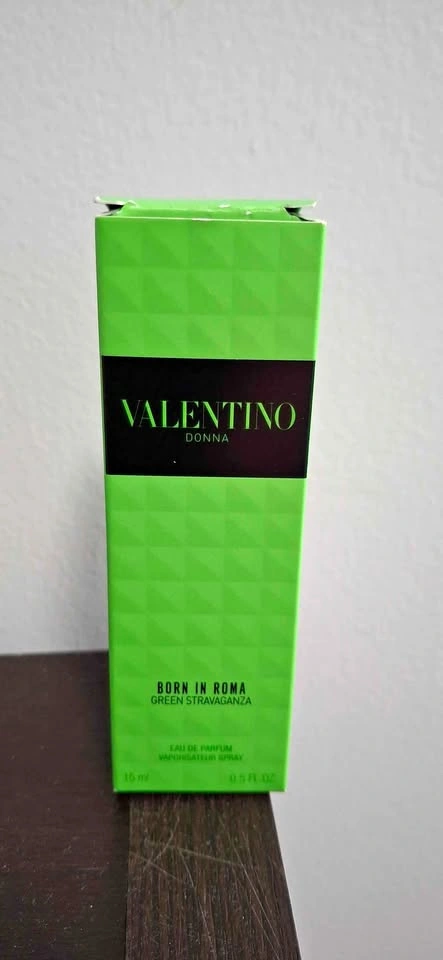 VALENTINO
DONNA
BORN IN ROMA
GREEN STRAVAGANZA
EAU DE PARFUM
VAPORISATEUR SPRAY
15 ml 0.5 FL.OZ.